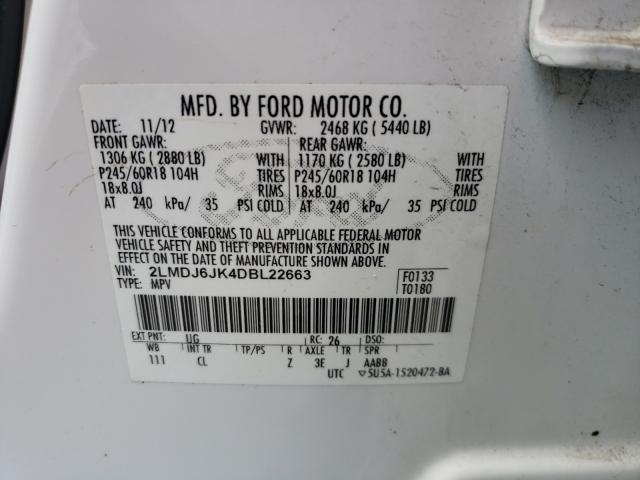 MFD. BY FORD MOTOR CO.
DATE: 11/12 GVWR: 2468 KG ( 5440 LB)
FRONT GAWR: REAR GAWR:
1306 KG ( 2880 LB) WITH 1170 KG ( 2580 LB) WITH
P245/60R18 104H TIRES P245/60R18 104H TIRES
18x8.0J RIMS 18x8.0J RIMS
AT 240 kPa/ 35 PSI COLD AT 240 kPa/ 35 PSI COLD
THIS VEHICLE CONFORMS TO ALL APPLICABLE FEDERAL MOTOR
VEHICLE SAFETY AND THEFT PREVENTION STANDARDS IN
EFFECT ON THE DATE OF MANUFACTURE SHOWN ABOVE.
VIN: 2LMDJ6JK4DBL22663 F0133
TYPE: MPV T0180
EXT PNT: UG RC: 26 DSO:
WB INT TR TP/PS R AXLE TR SPR
111 CL Z 3E J AABB
UTC ▽5U5A-1520472-BA